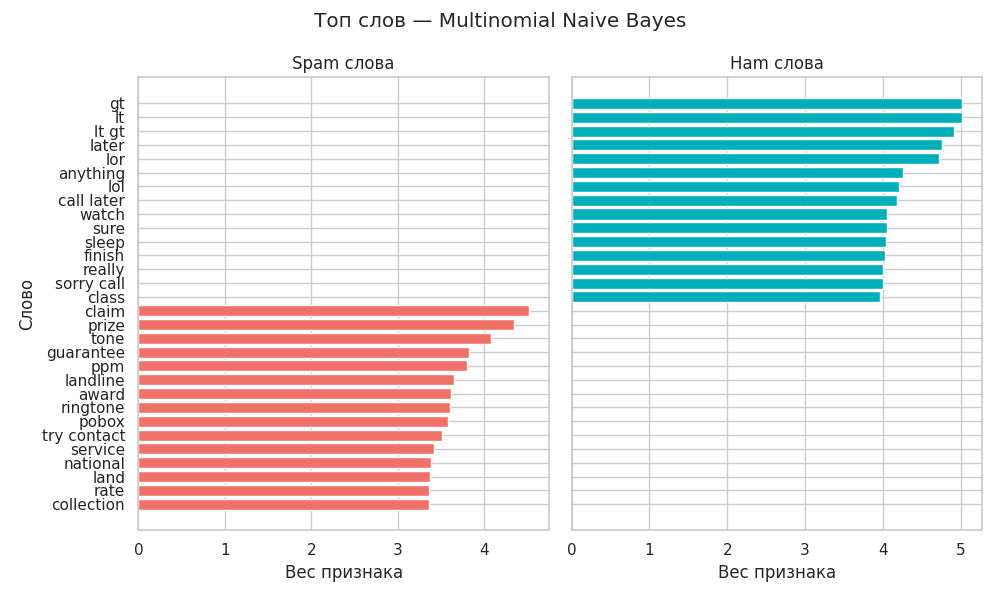 Топ слов — Multinomial Naive Bayes
Spam слова
Ham слова
Слово
gt
lt
lt gt
later
lor
anything
lol
call later
watch
sure
sleep
finish
really
sorry call
class
claim
prize
tone
guarantee
ppm
landline
award
ringtone
pobox
try contact
service
national
land
rate
collection
0 1 2 3 4
0 1 2 3 4 5
Вес признака
Вес признака